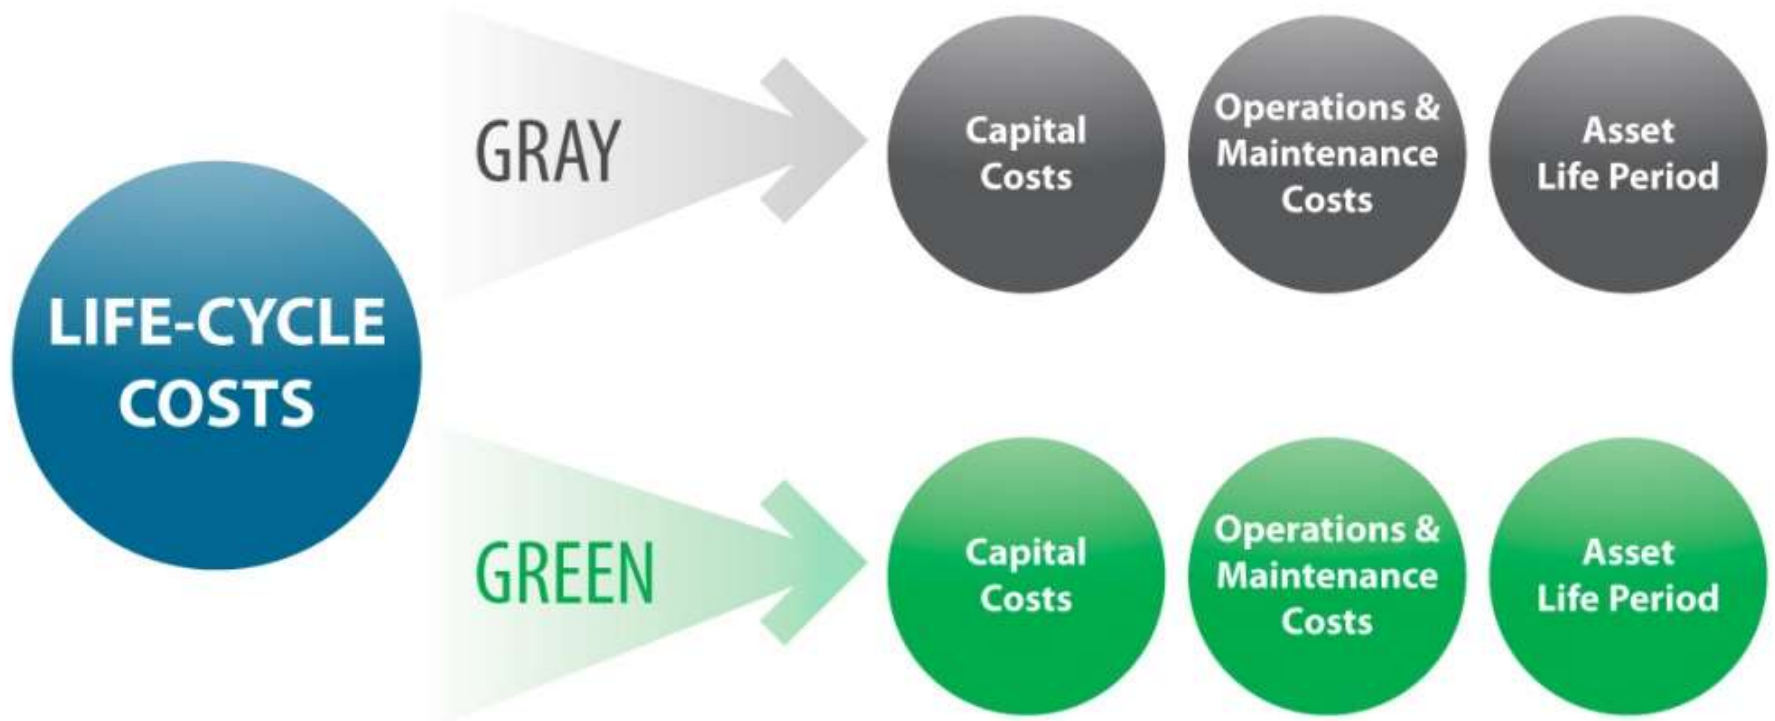 LIFE-CYCLE
COSTS
GRAY
Capital
Costs
Operations &
Maintenance
Costs
Asset
Life Period
GREEN
Capital
Costs
Operations &
Maintenance
Costs
Asset
Life Period